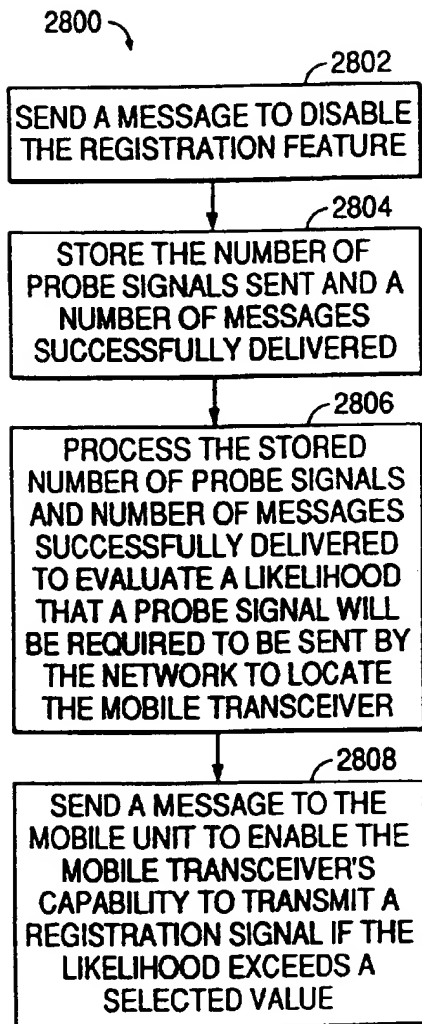 2800
2802
SEND A MESSAGE TO DISABLE
THE REGISTRATION FEATURE
2804
STORE THE NUMBER OF
PROBE SIGNALS SENT AND A
NUMBER OF MESSAGES
SUCCESSFULLY DELIVERED
2806
PROCESS THE STORED
NUMBER OF PROBE SIGNALS
AND NUMBER OF MESSAGES
SUCCESSFULLY DELIVERED
TO EVALUATE A LIKELIHOOD
THAT A PROBE SIGNAL WILL
BE REQUIRED TO BE SENT BY
THE NETWORK TO LOCATE
THE MOBILE TRANSCEIVER
2808
SEND A MESSAGE TO THE
MOBILE UNIT TO ENABLE THE
MOBILE TRANSCEIVER'S
CAPABILITY TO TRANSMIT A
REGISTRATION SIGNAL IF THE
LIKELIHOOD EXCEEDS A
SELECTED VALUE